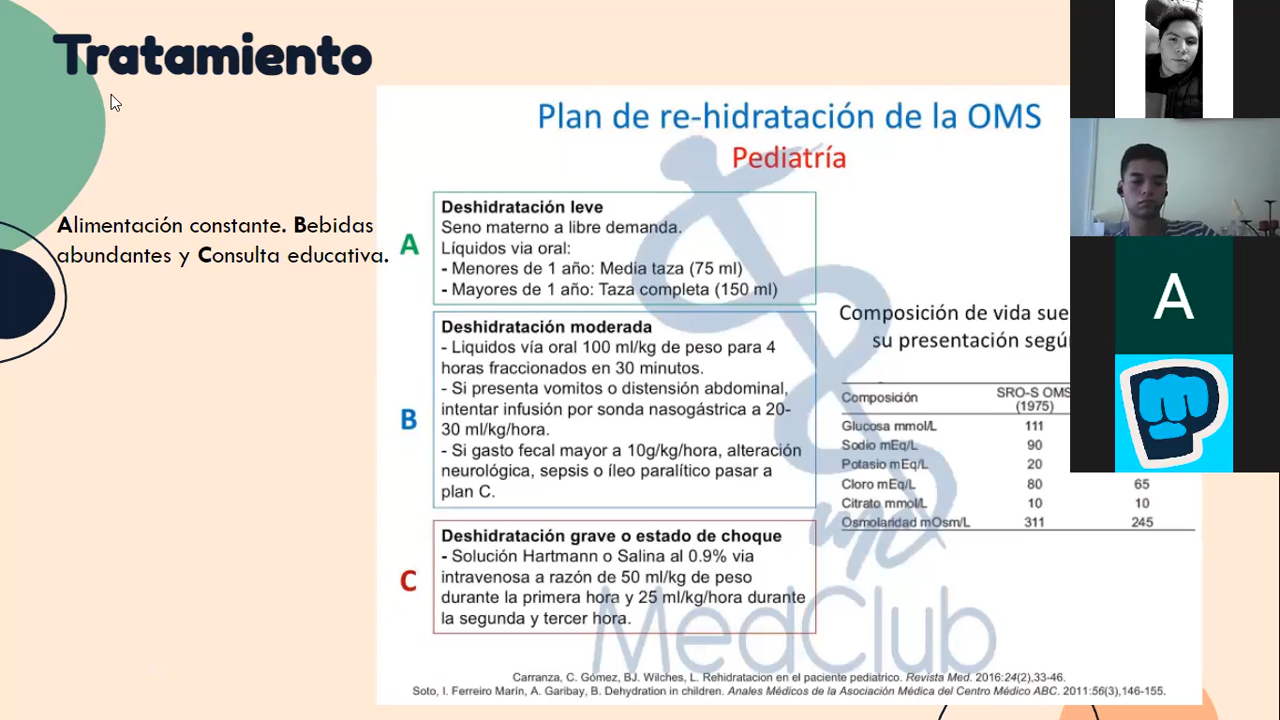 Tratamiento
Alimentación constante. Bebidas
abundantes y Consulta educativa.
Plan de re-hidratación de la OMS
Pediatría
A
Deshidratación leve
Seno materno a libre demanda.
Líquidos via oral:
- Menores de 1 año: Media taza (75 ml)
- Mayores de 1 año: Taza completa (150 ml)
B
Deshidratación moderada
- Liquidos vía oral 100 ml/kg de peso para 4
horas fraccionados en 30 minutos.
- Si presenta vomitos o distensión abdominal,
intentar infusión por sonda nasogástrica a 20-
30 ml/kg/hora.
- Si gasto fecal mayor a 10g/kg/hora, alteración
neurológica, sepsis o íleo paralítico pasar a
plan C.
C
Deshidratación grave o estado de choque
- Solución Hartmann o Salina al 0.9% via
intravenosa a razón de 50 ml/kg de peso
durante la primera hora y 25 ml/kg/hora durante
la segunda y tercer hora.
Composición de vida sue
su presentación según
Composición SRO-S OMS
(1975)
Glucosa mmol/L 111
Sodio mEq/L 90
Potasio mEq/L 20
Cloro mEq/L 80 65
Citrato mmol/L 10 10
Osmolaridad mOsm/L 311 245
md
MedClub
Carranza, C. Gómez, BJ. Wilches, L. Rehidratacion en el paciente pediatrico. Revista Med. 2016:24(2),33-46.
Soto, I. Ferreiro Marín, A. Garibay, B. Dehydration in children. Anales Médicos de la Asociación Médica del Centro Médico ABC. 2011:56(3),146-155.
A